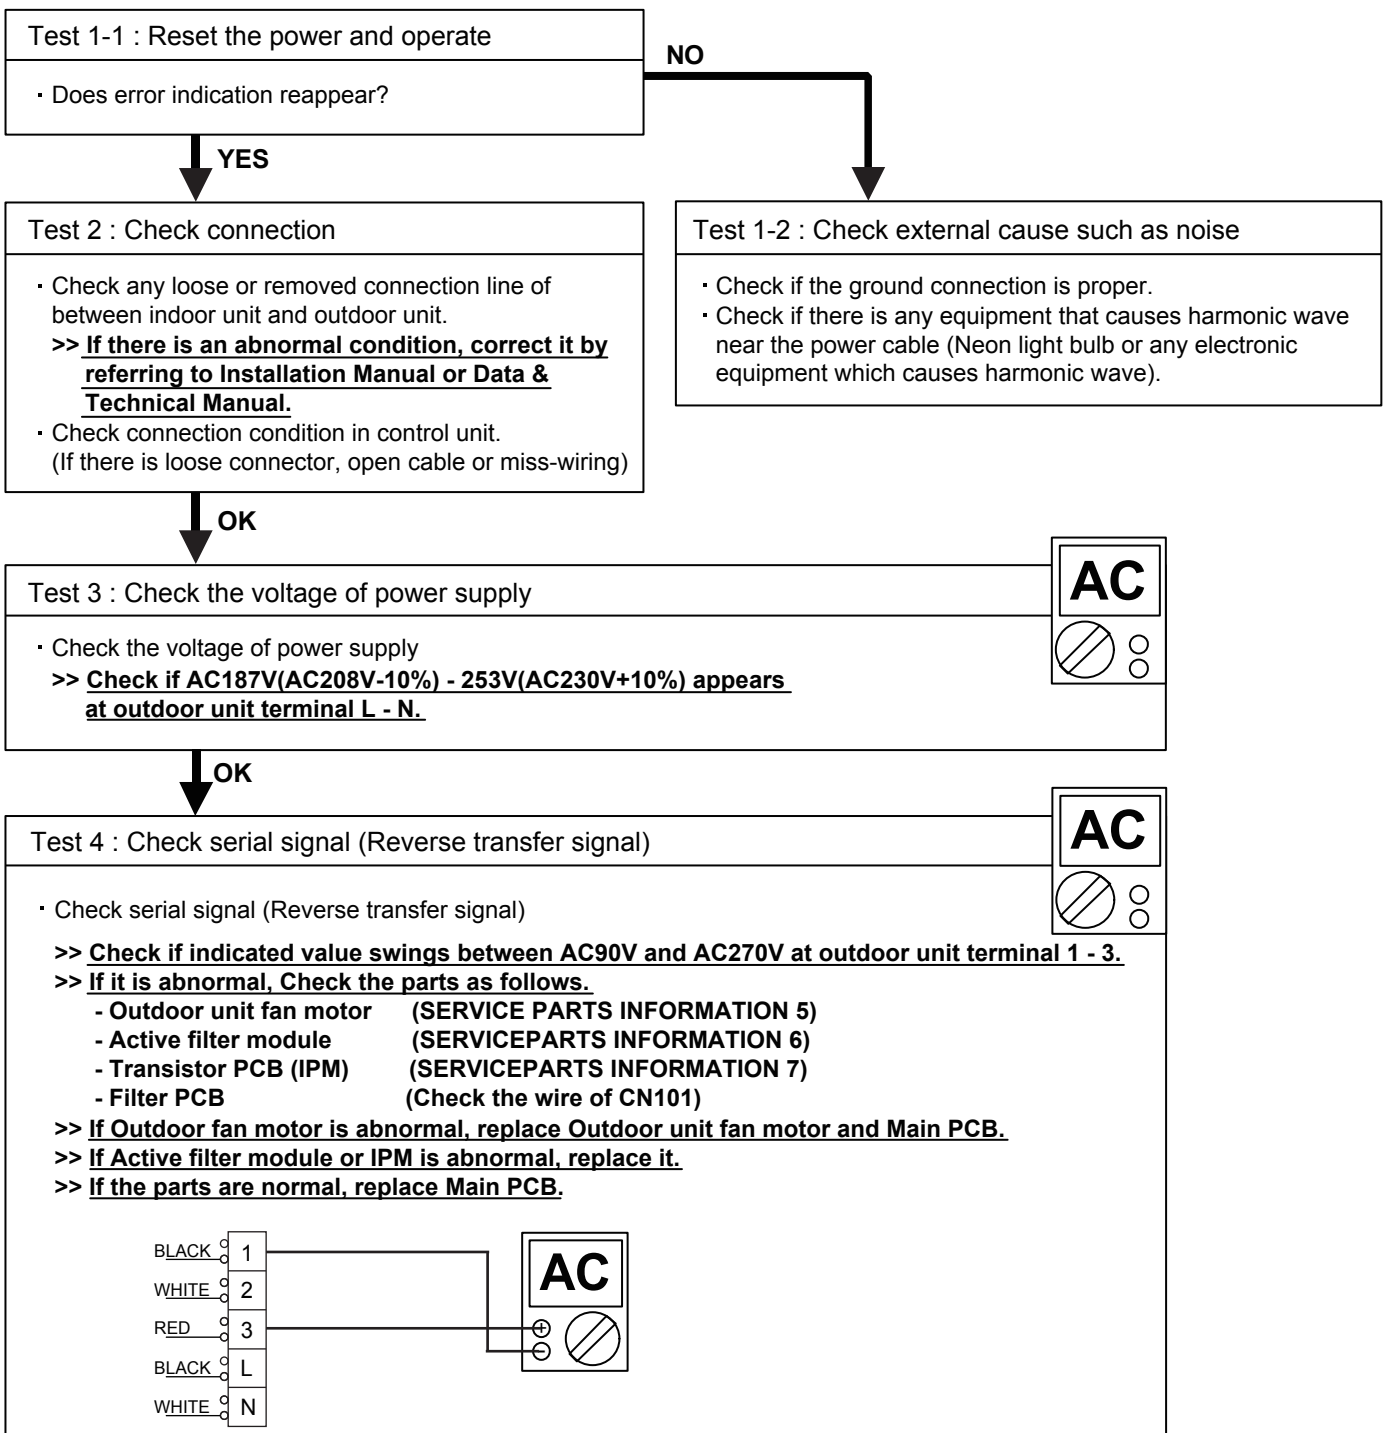 Test 1-1 : Reset the power and operate
· Does error indication reappear?
NO
YES
Test 2 : Check connection
· Check any loose or removed connection line of
between indoor unit and outdoor unit.
>> If there is an abnormal condition, correct it by
referring to Installation Manual or Data &
Technical Manual.
· Check connection condition in control unit.
(If there is loose connector, open cable or miss-wiring)
Test 1-2 : Check external cause such as noise
· Check if the ground connection is proper.
· Check if there is any equipment that causes harmonic wave
near the power cable (Neon light bulb or any electronic
equipment which causes harmonic wave).
OK
Test 3 : Check the voltage of power supply
AC
· Check the voltage of power supply
>> Check if AC187V(AC208V-10%) - 253V(AC230V+10%) appears
at outdoor unit terminal L - N.
OK
Test 4 : Check serial signal (Reverse transfer signal)
AC
· Check serial signal (Reverse transfer signal)
>> Check if indicated value swings between AC90V and AC270V at outdoor unit terminal 1 - 3.
>> If it is abnormal, Check the parts as follows.
- Outdoor unit fan motor (SERVICE PARTS INFORMATION 5)
- Active filter module (SERVICEPARTS INFORMATION 6)
- Transistor PCB (IPM) (SERVICEPARTS INFORMATION 7)
- Filter PCB (Check the wire of CN101)
>> If Outdoor fan motor is abnormal, replace Outdoor unit fan motor and Main PCB.
>> If Active filter module or IPM is abnormal, replace it.
>> If the parts are normal, replace Main PCB.
BLACK 1
WHITE 2
RED 3
BLACK L
WHITE N
AC
+
−